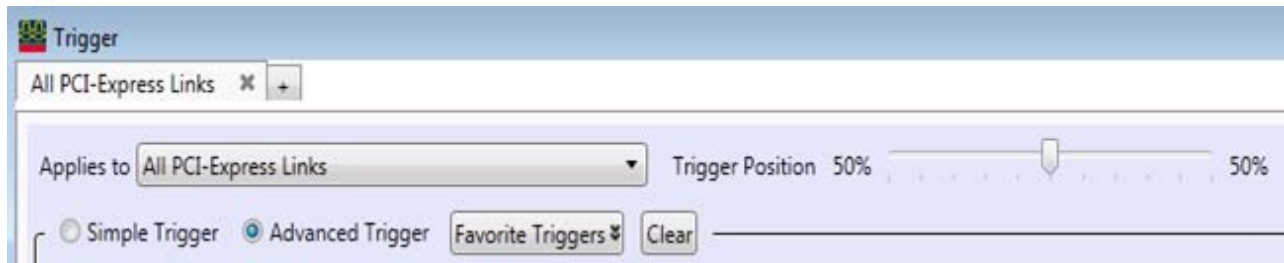 Trigger
All PCI-Express Links ✖ +
Applies to All PCI-Express Links Trigger Position 50% 50%
Simple Trigger Advanced Trigger Favorite Triggers Clear